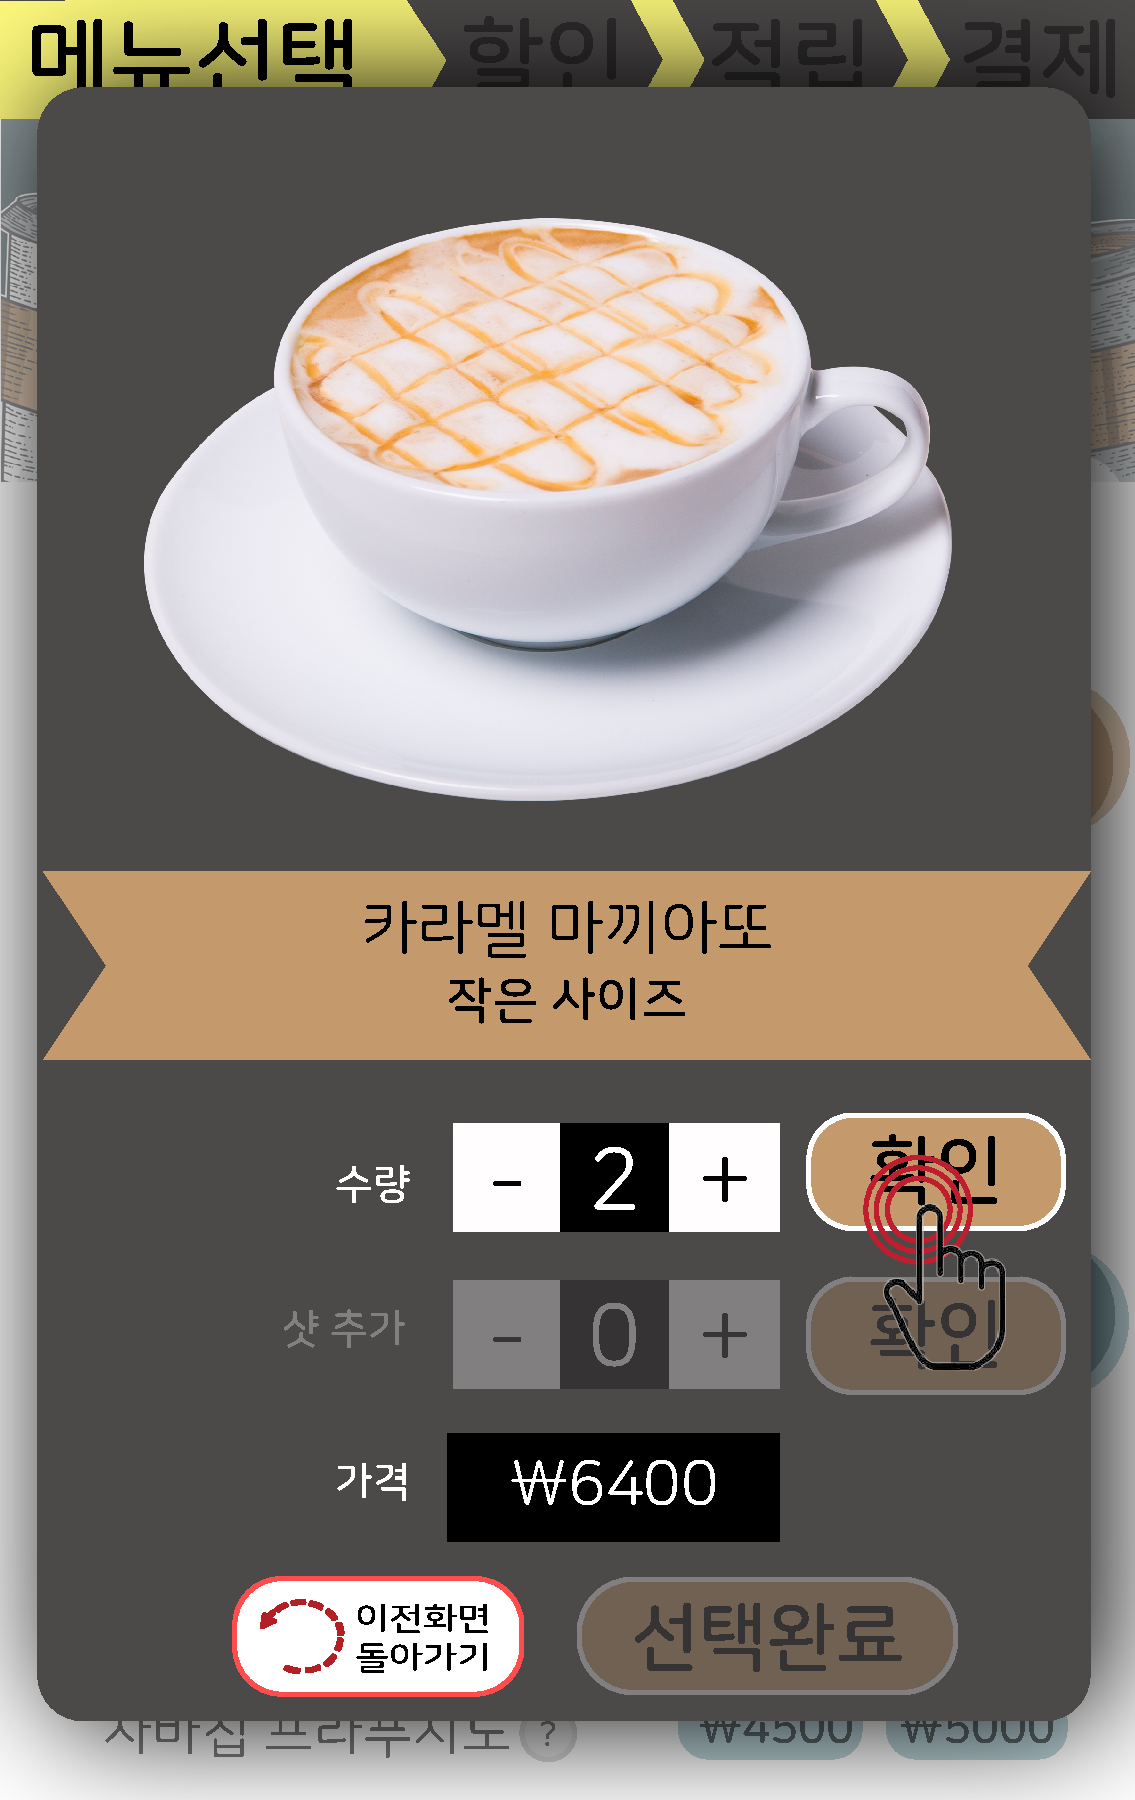 메뉴선택 할인 적립 결제
카라멜 마끼아또
작은 사이즈
수량 - 2 + 확인
샷 추가 - 0 + 확인
가격 ₩6400
이전화면
돌아가기
선택완료
자바칩 프라푸치노 ? ₩4500 ₩5000